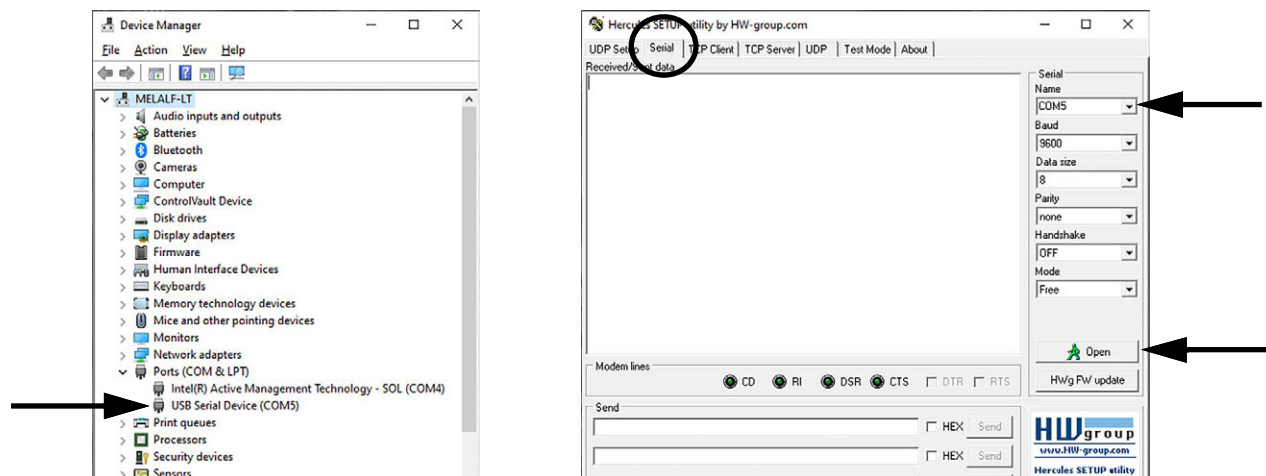 Device Manager
File Action View Help
MELALF-LT
Audio inputs and outputs
Batteries
Bluetooth
Cameras
Computer
ControlVault Device
Disk drives
Display adapters
Firmware
Human Interface Devices
Keyboards
Memory technology devices
Mice and other pointing devices
Monitors
Network adapters
Ports (COM & LPT)
Intel(R) Active Management Technology - SOL (COM4)
USB Serial Device (COM5)
Print queues
Processors
Security devices
Sensors
Hercules SETUP utility by HW-group.com
UDP Setup Serial TCP Client TCP Server UDP Test Mode About
Received/Sent data
Serial
Name
COM5
Baud
9600
Data size
8
Parity
none
Handshake
OFF
Mode
Free
Open
HWg FW update
Modem lines
CD RI DSR CTS DTR RTS
Send
HEX Send
HEX Send
HWgroup
www.HW-group.com
Hercules SETUP utility